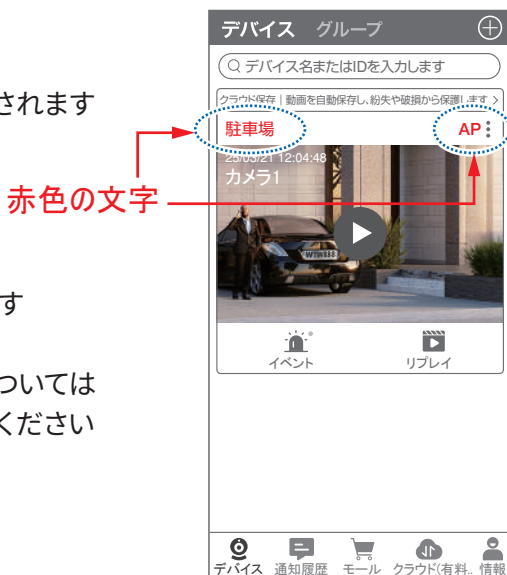 されます
赤色の文字
す
ついては
ください
デバイス グループ
デバイス名またはIDを入力します
クラウド保存 | 動画を自動保存し、紛失や破損から保護します >
駐車場 AP
25/03/21 12:04:48
カメラ1
WTW888
イベント リプレイ
デバイス 通知履歴 モール クラウド(有料.. 情報